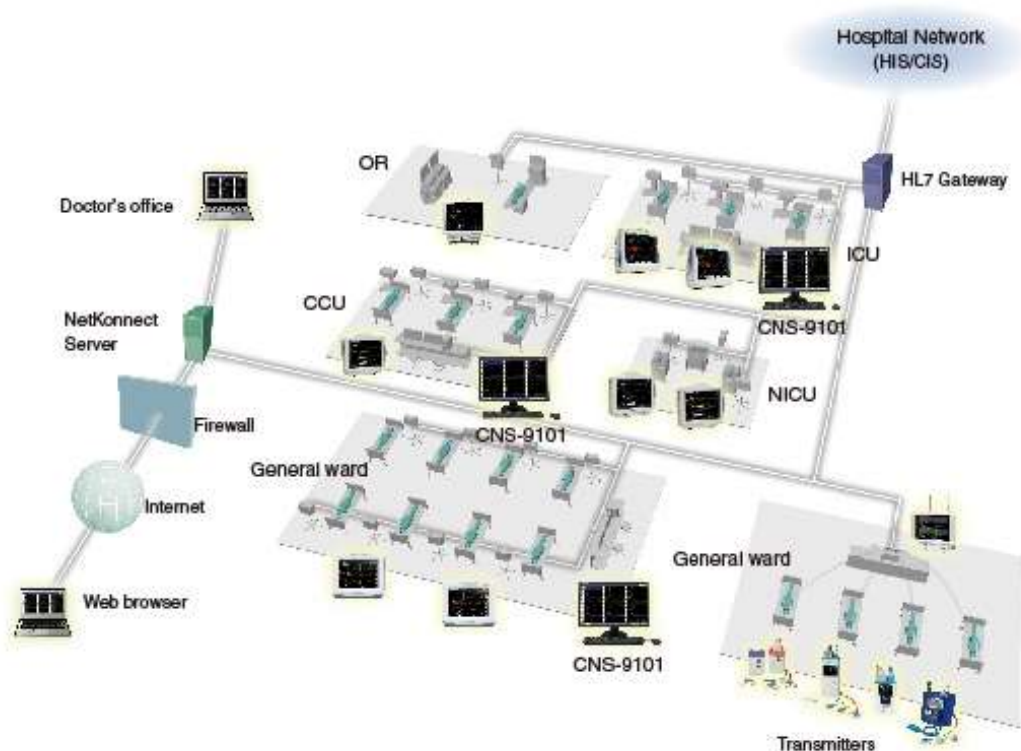 Hospital Network
(HIS/CIS)
OR
HL7 Gateway
Doctor's office
ICU
CCU
CNS-9101
NetKonnect
Server
NICU
Firewall
CNS-9101
General ward
Internet
General ward
Web browser
CNS-9101
Transmitters